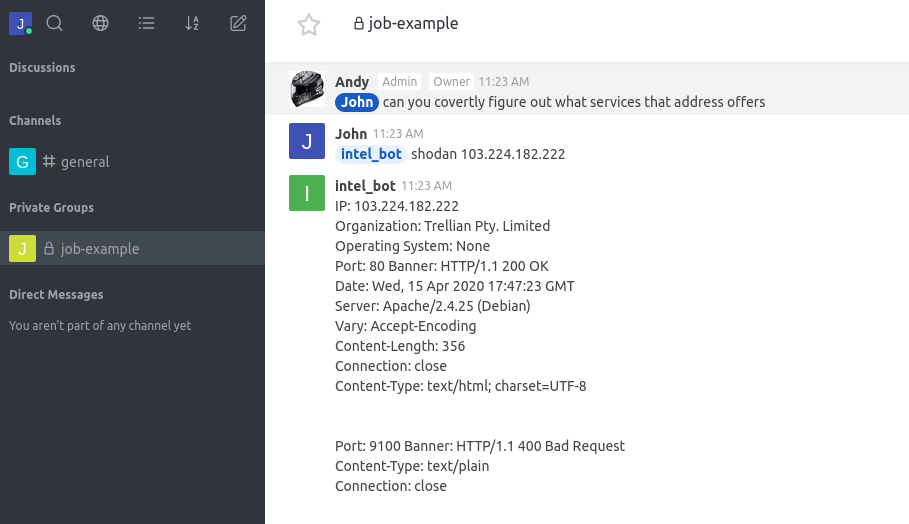 J
Discussions
Channels
G general
Private Groups
J job-example
Direct Messages
You aren't part of any channel yet
job-example
Andy Admin Owner 11:23 AM
John can you covertly figure out what services that address offers
J
John 11:23 AM
intel_bot shodan 103.224.182.222
I
intel_bot 11:23 AM
IP: 103.224.182.222
Organization: Trellian Pty. Limited
Operating System: None
Port: 80 Banner: HTTP/1.1 200 OK
Date: Wed, 15 Apr 2020 17:47:23 GMT
Server: Apache/2.4.25 (Debian)
Vary: Accept-Encoding
Content-Length: 356
Connection: close
Content-Type: text/html; charset=UTF-8
Port: 9100 Banner: HTTP/1.1 400 Bad Request
Content-Type: text/plain
Connection: close